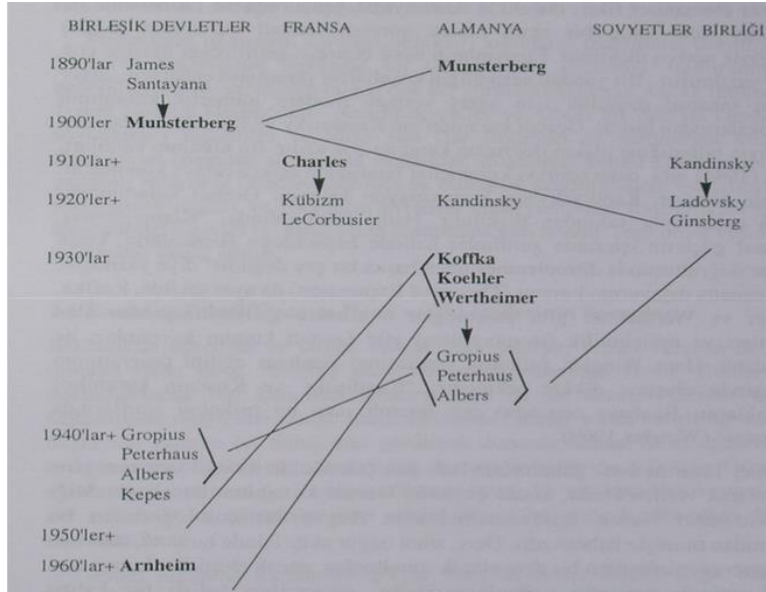 BİRLEŞİK DEVLETLER FRANSA ALMANYA SOVYETLER BİRLİĞİ
1890'lar James Munsterberg
Santayana
1900'ler Munsterberg
1910'lar+ Charles Kandinsky
1920'ler+ Kübizm Kandinsky Ladovsky
LeCorbusier Ginsberg
1930'lar Koffka
Koehler
Wertheimer
Gropius
Peterhaus
Albers
1940'lar+ Gropius
Peterhaus
Albers
Kepes
1950'ler+
1960'lar+ Arnheim